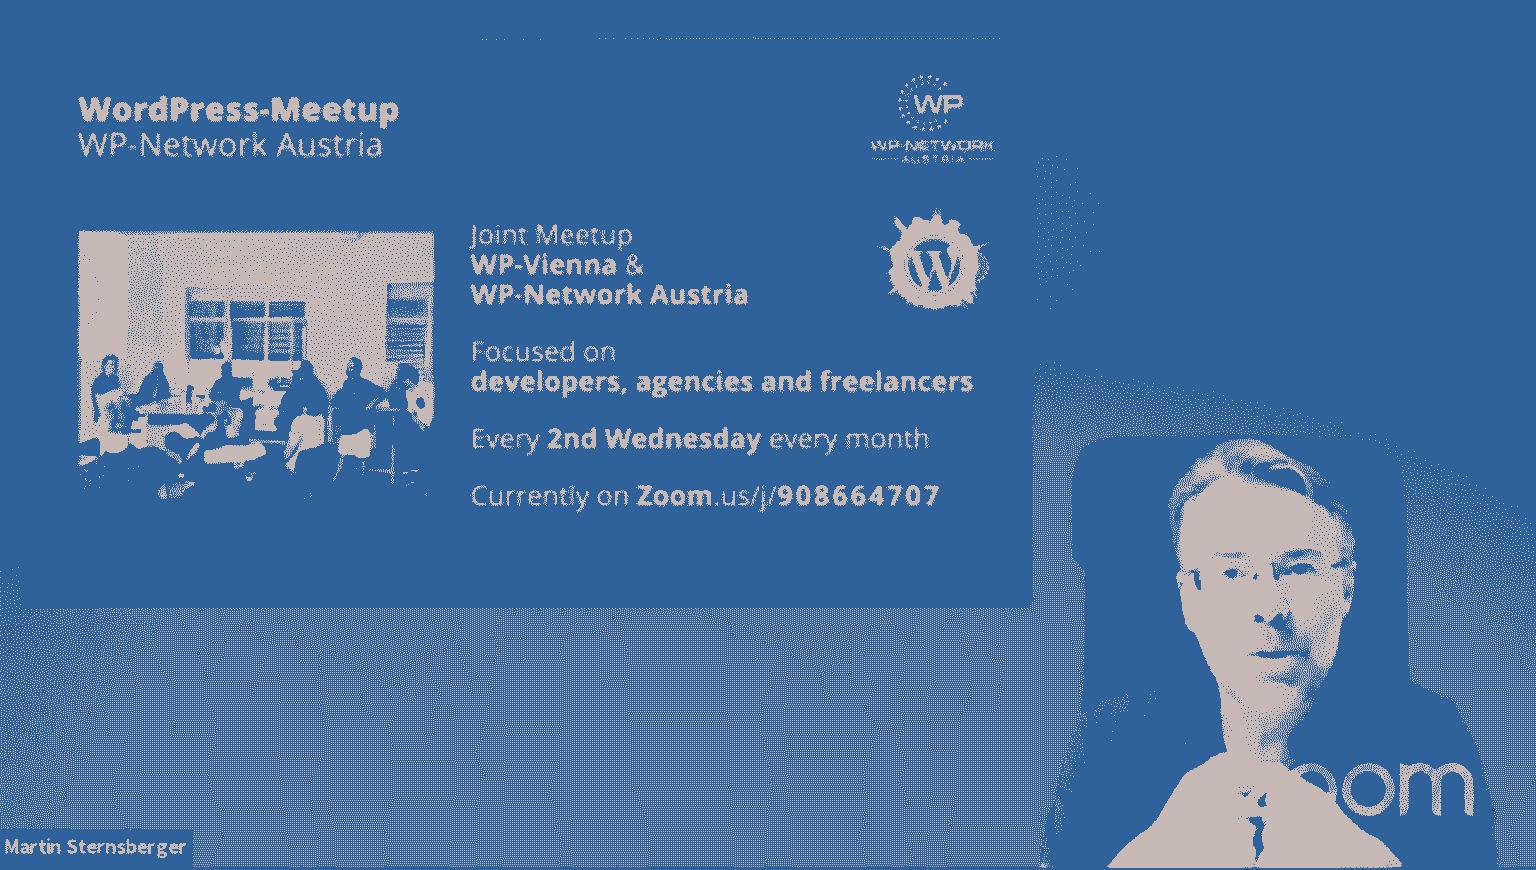 WordPress-Meetup
WP-Network Austria
WP
WP-NETWORK
AUSTRIA
Joint Meetup
WP-Vienna &
WP-Network Austria
W
Focused on
developers, agencies and freelancers
Every 2nd Wednesday every month
Currently on Zoom.us/j/908664707
oom
Martin Sternsberger